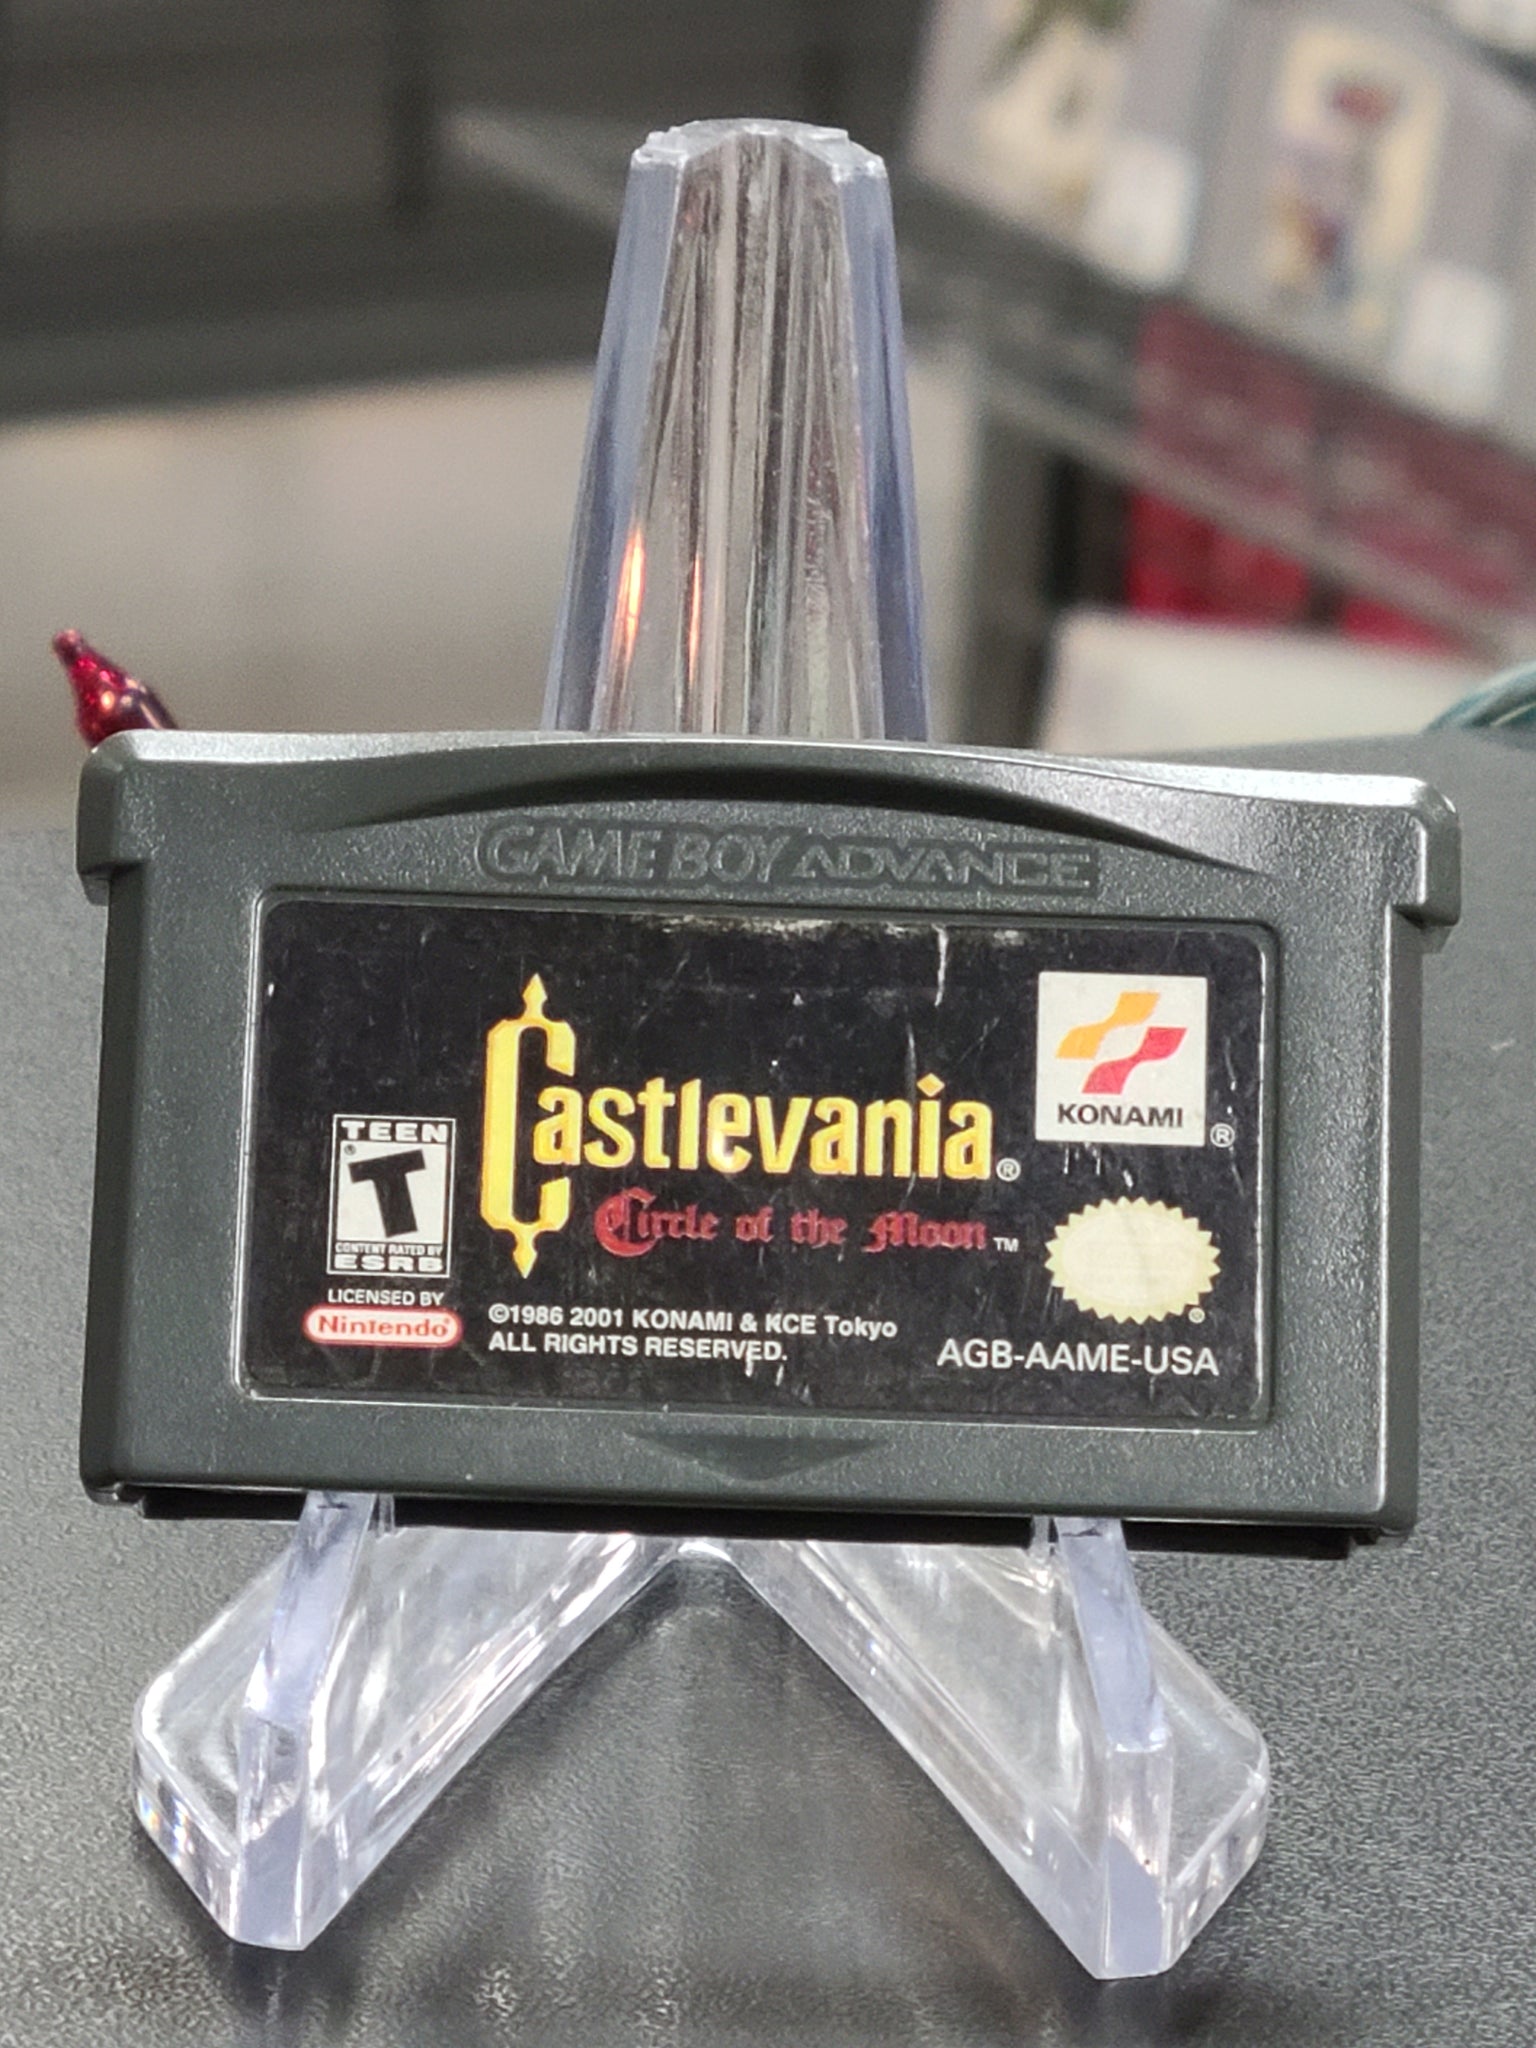 GAME BOY ADVANCE
Castlevania®
Circle of the Moon™
KONAMI
®
TEEN
®
T
CONTENT RATED BY
ESRB
LICENSED BY
Nintendo®
©1986 2001 KONAMI & KCE Tokyo
ALL RIGHTS RESERVED.
®
AGB-AAME-USA